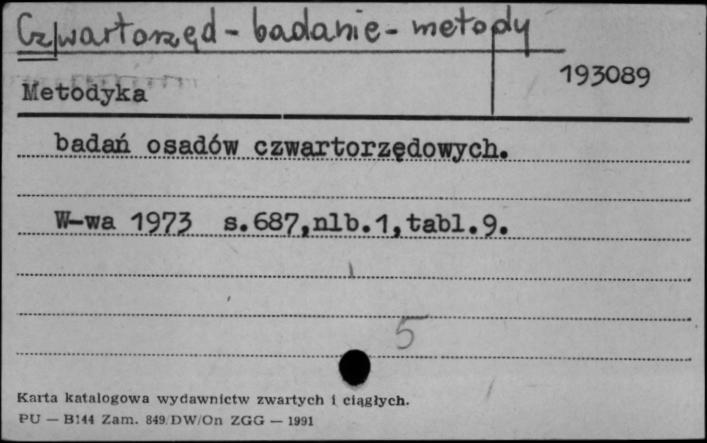 Czwartorzęd - badanie - metody
193089
Metodyka
badań osadów czwartorzędowych.
W-wa 1973 s.687,nlb.1,tabl.9.
5
Karta katalogowa wydawnictw zwartych i ciągłych.
PU — B144 Zam. 849/DW/On ZGG — 1991